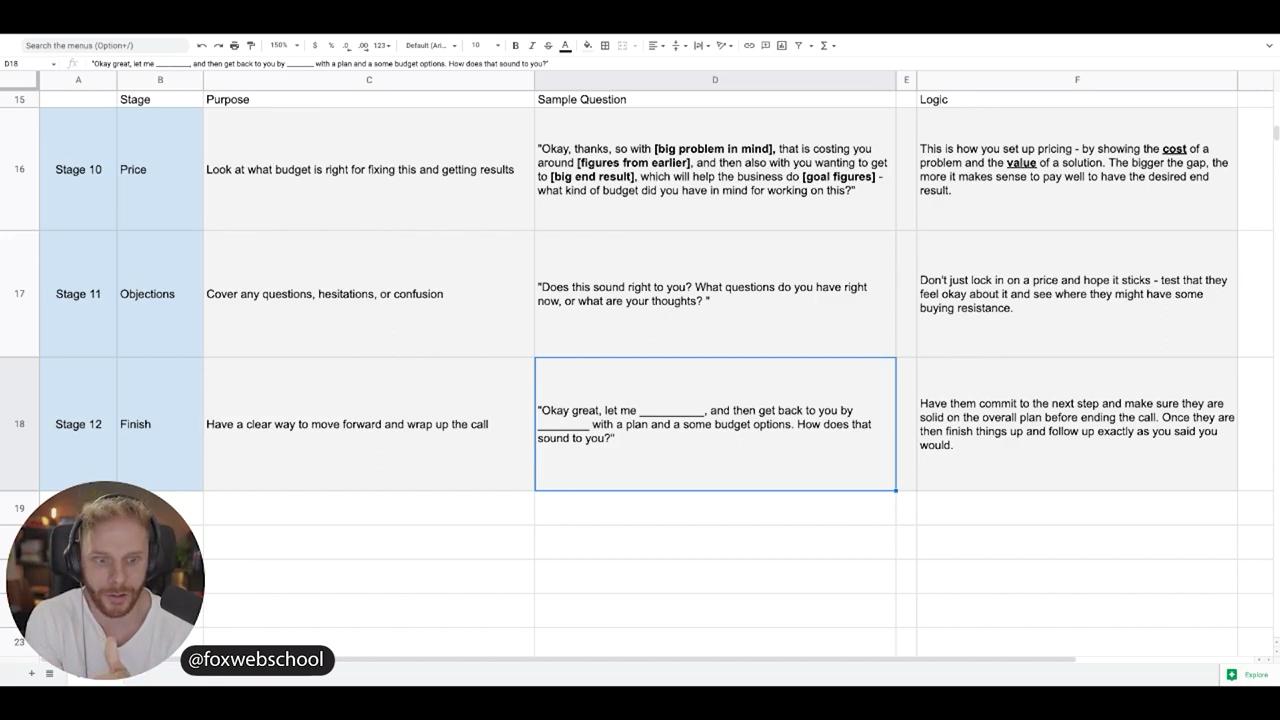 Search the menus (Option+/)
150%
$
%
.0
.00
123
Default (Ari...
10
B
I
S
A
D18
fx
"Okay great, let me __________, and then get back to you by ______ with a plan and a some budget options. How does that sound to you?"
A
B
C
D
E
F
15
Stage
Purpose
Sample Question
Logic
16
Stage 10
Price
Look at what budget is right for fixing this and getting results
"Okay, thanks, so with [big problem in mind], that is costing you
around [figures from earlier], and then also with you wanting to get
to [big end result], which will help the business do [goal figures] -
what kind of budget did you have in mind for working on this?"
This is how you set up pricing - by showing the cost of a
problem and the value of a solution. The bigger the gap, the
more it makes sense to pay well to have the desired end
result.
17
Stage 11
Objections
Cover any questions, hesitations, or confusion
"Does this sound right to you? What questions do you have right
now, or what are your thoughts? "
Don't just lock in on a price and hope it sticks - test that they
feel okay about it and see where they might have some
buying resistance.
18
Stage 12
Finish
Have a clear way to move forward and wrap up the call
"Okay great, let me __________, and then get back to you by
________ with a plan and a some budget options. How does that
sound to you?"
Have them commit to the next step and make sure they are
solid on the overall plan before ending the call. Once they are
then finish things up and follow up exactly as you said you
would.
19
23
@foxwebschool
Explore